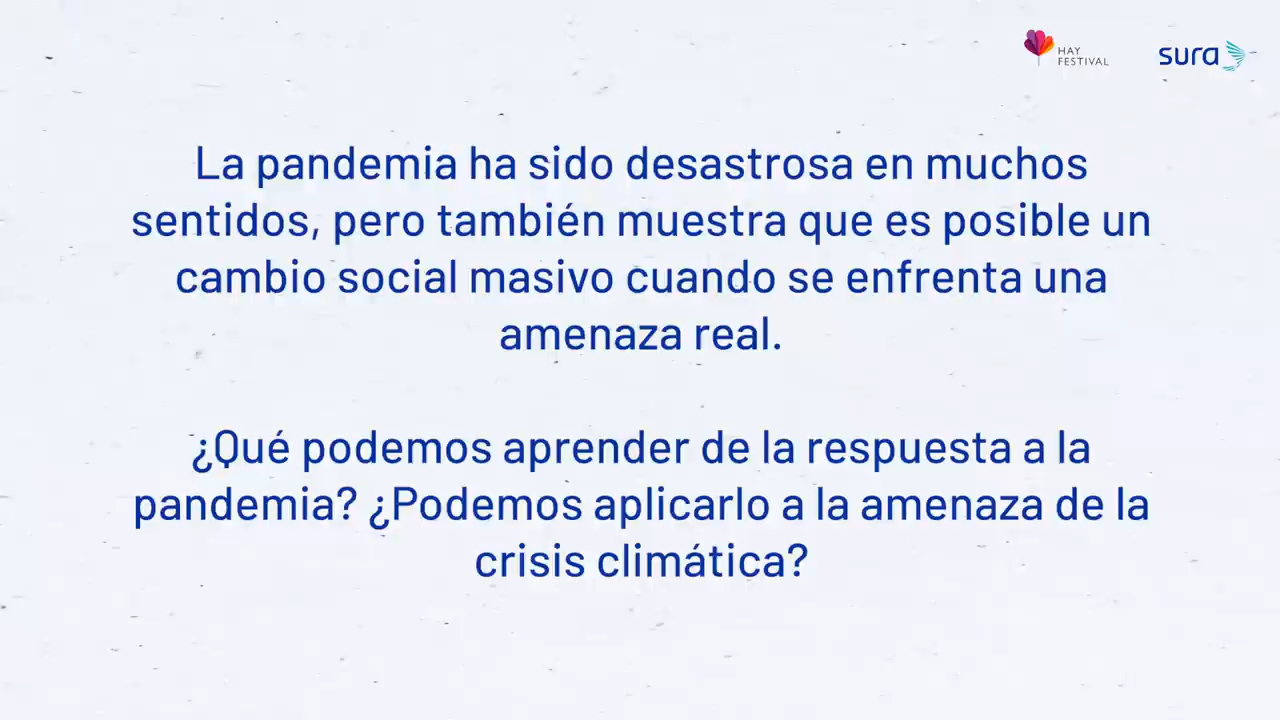 HAY
FESTIVAL
sura
La pandemia ha sido desastrosa en muchos
sentidos, pero también muestra que es posible un
cambio social masivo cuando se enfrenta una
amenaza real.
¿Qué podemos aprender de la respuesta a la
pandemia? ¿Podemos aplicarlo a la amenaza de la
crisis climática?